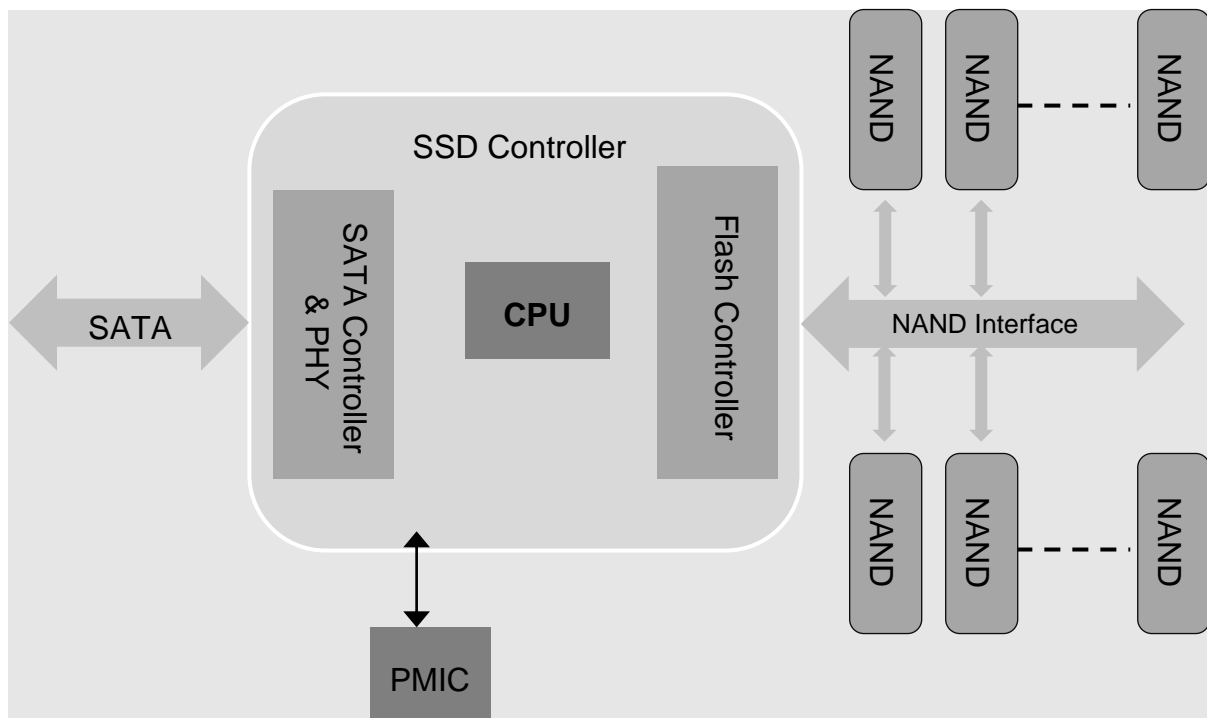 NAND
NAND
NAND
SSD Controller
SATA Controller
& PHY
CPU
Flash Controller
SATA
NAND Interface
NAND
NAND
NAND
PMIC